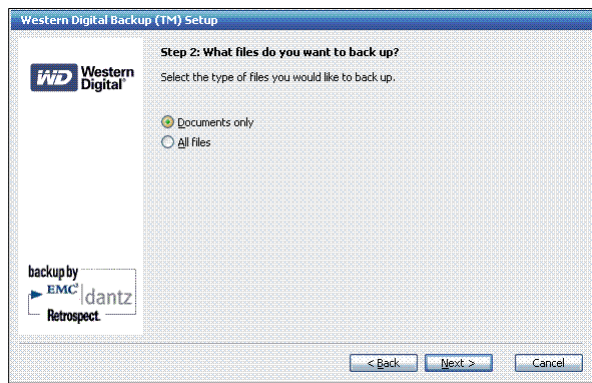 Western Digital Backup (TM) Setup
WD Western Digital®
Step 2: What files do you want to back up?
Select the type of files you would like to back up.
Documents only
All files
backup by
EMC² dantz
Retrospect.
< Back
Next >
Cancel